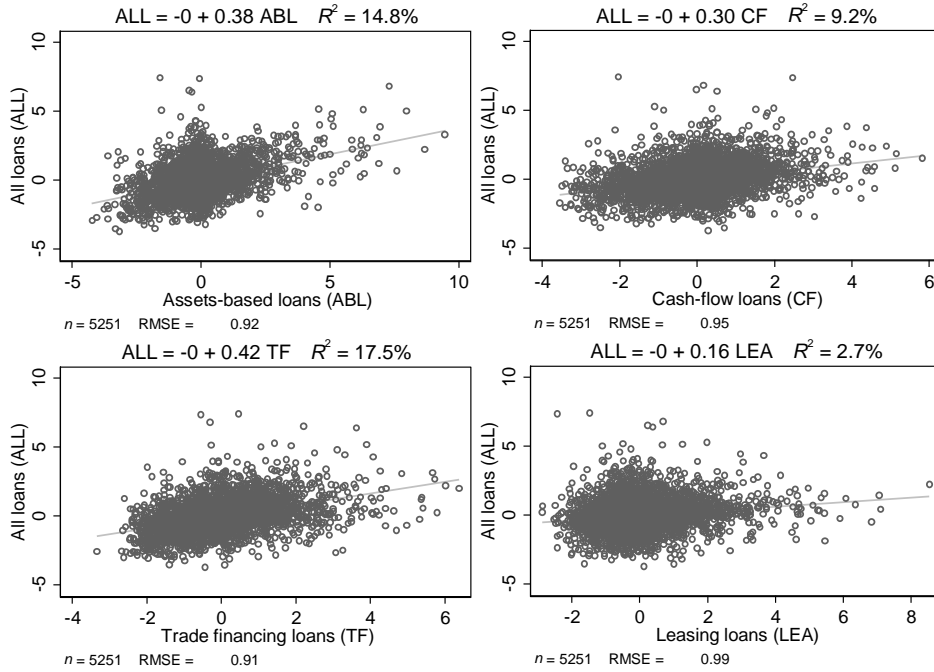 ALL = -0 + 0.38 ABL R² = 14.8%
All loans (ALL)
10
5
0
-5
-5 0 5 10
Assets-based loans (ABL)
n = 5251 RMSE = 0.92
ALL = -0 + 0.30 CF R² = 9.2%
All loans (ALL)
10
5
0
-5
-4 -2 0 2 4 6
Cash-flow loans (CF)
n = 5251 RMSE = 0.95
ALL = -0 + 0.42 TF R² = 17.5%
All loans (ALL)
10
5
0
-5
-4 -2 0 2 4 6
Trade financing loans (TF)
n = 5251 RMSE = 0.91
ALL = -0 + 0.16 LEA R² = 2.7%
All loans (ALL)
10
5
0
-5
-2 0 2 4 6 8
Leasing loans (LEA)
n = 5251 RMSE = 0.99